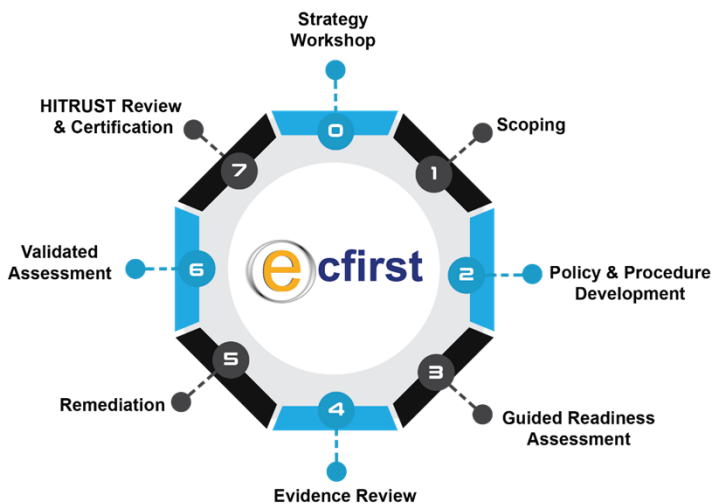 Strategy
Workshop
0
HITRUST Review
& Certification
7
Scoping
1
Validated
Assessment
6
ecfirst
2
Policy & Procedure
Development
5
Remediation
3
Guided Readiness
Assessment
4
Evidence Review